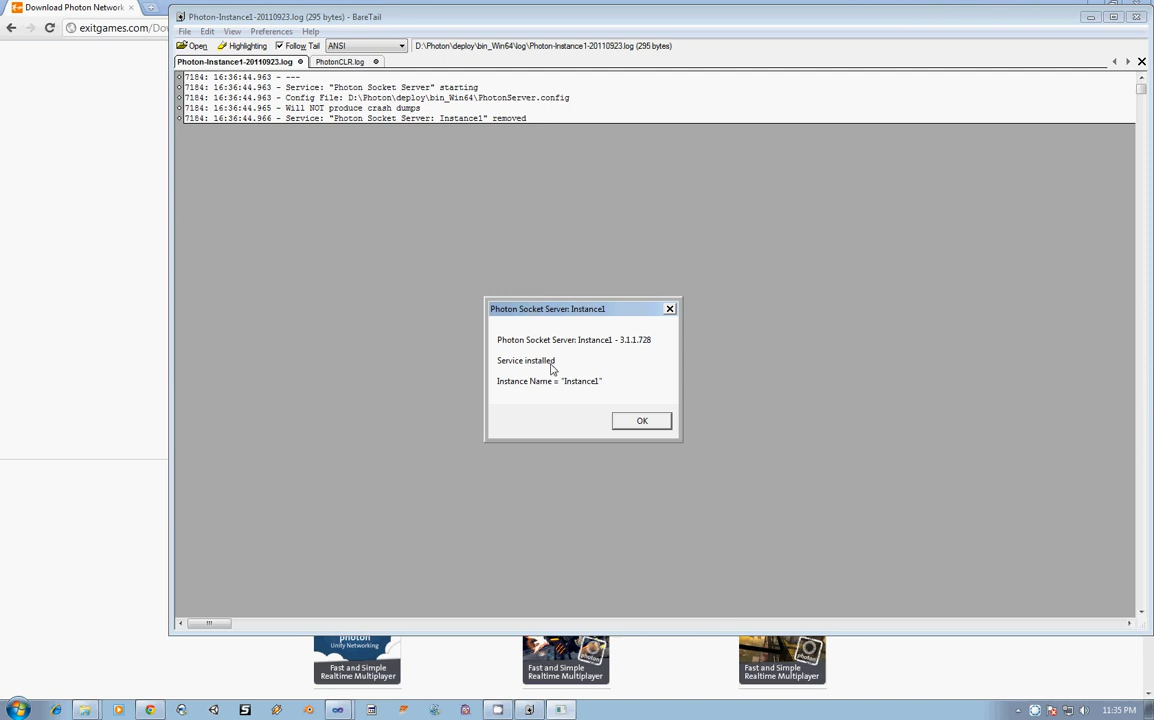 Download Photon Network
Photon-Instance1-20110923.log (295 bytes) - BareTail
exitgames.com/Do
File Edit View Preferences Help
Open Highlighting Follow Tail ANSI D:\Photon\deploy\bin_Win64\log\Photon-Instance1-20110923.log (295 bytes)
Photon-Instance1-20110923.log PhotonCLR.log
7184: 16:36:44.963 - ---
7184: 16:36:44.963 - Service: "Photon Socket Server" starting
7184: 16:36:44.963 - Config File: D:\Photon\deploy\bin_Win64\PhotonServer.config
7184: 16:36:44.965 - Will NOT produce crash dumps
7184: 16:36:44.966 - Service: "Photon Socket Server: Instance1" removed
Photon Socket Server: Instance1
Photon Socket Server: Instance1 - 3.1.1.728
Service installed
Instance Name = "Instance1"
OK
photon
Unity Networking
Fast and Simple
Realtime Multiplayer
photon
Fast and Simple
Realtime Multiplayer
Fast and Simple
Realtime Multiplayer
11:35 PM